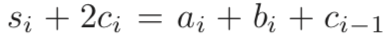 $s_i + 2c_i = a_i + b_i + c_{i-1}$